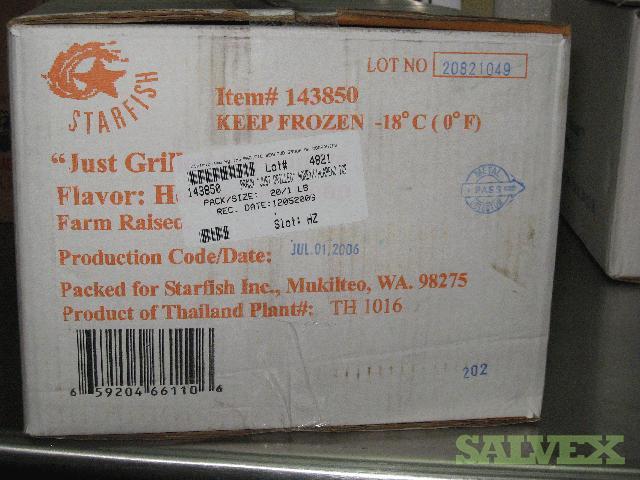 STARFISH
LOT NO 20821049
Item# 143850
KEEP FROZEN -18°C (0°F)
"Just Gril
Lot# 4821
143850
Flavor: H
PACK/SIZE: 20/1 LB
REC. DATE:12052009
Farm Raised
Slot: HZ
METAL
PASS
Production Code/Date: JUL.01,2006
Packed for Starfish Inc., Mukilteo, WA. 98275
Product of Thailand Plant#: TH 1016
6 59204 66110 6
202
SALVEX